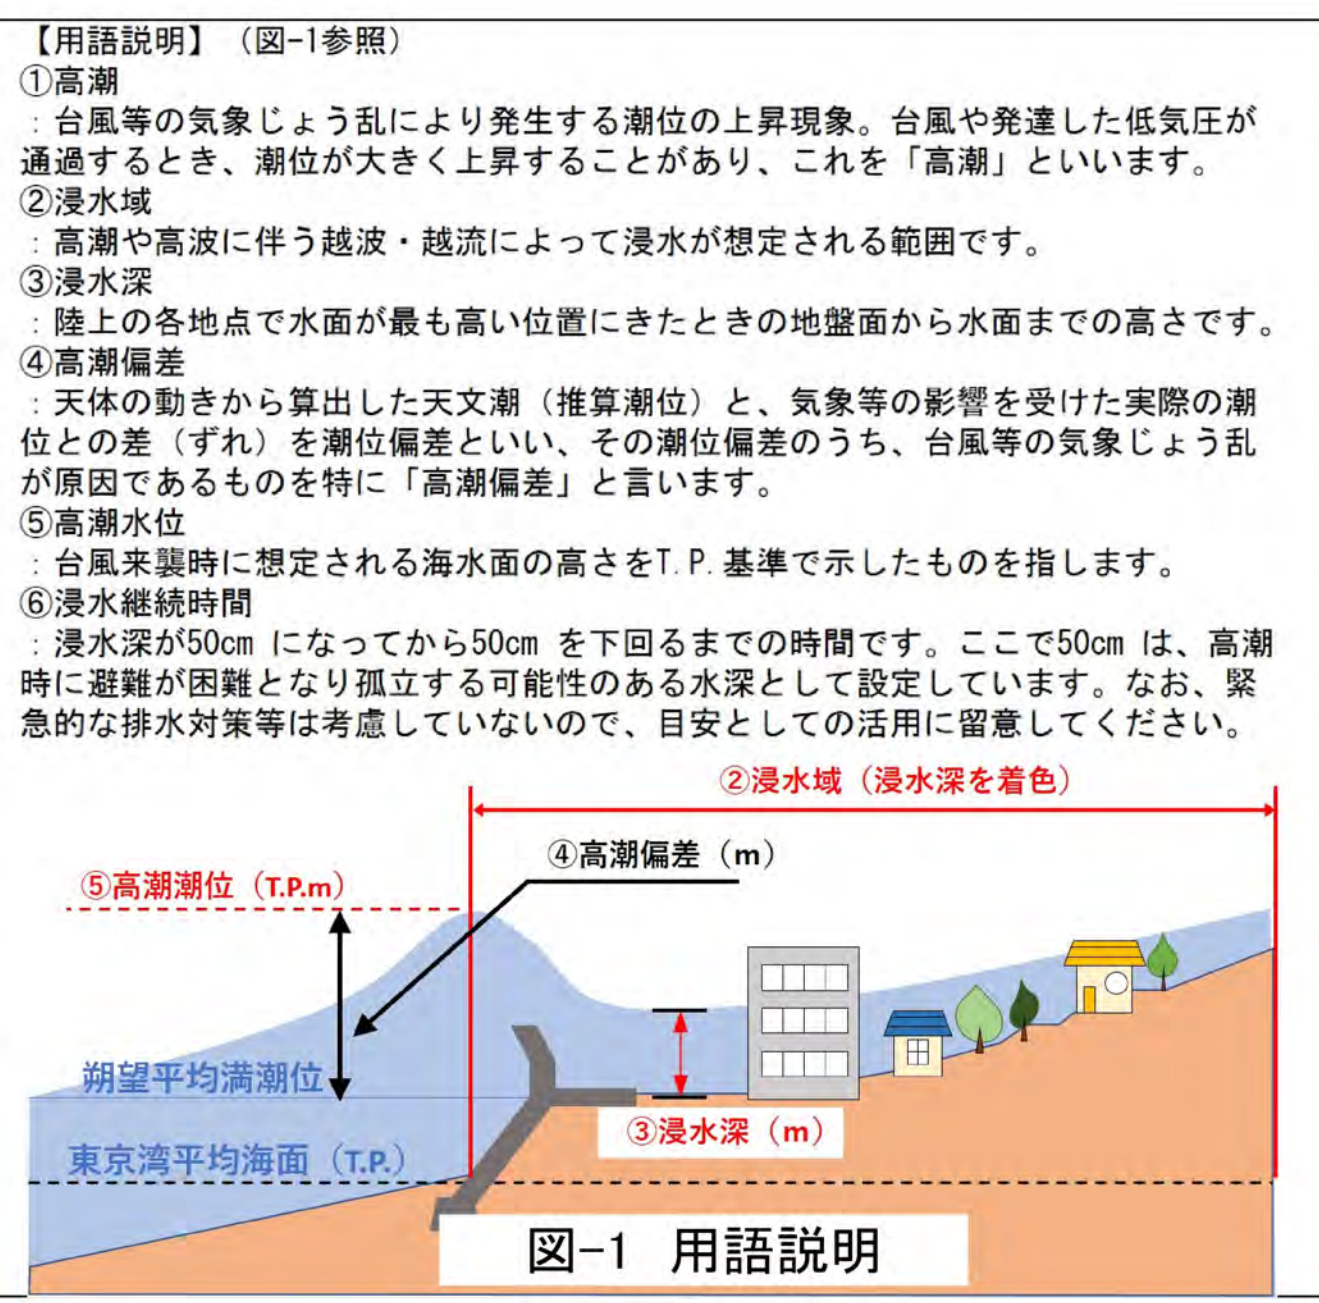 【用語説明】（図-1参照）
①高潮
：台風等の気象じょう乱により発生する潮位の上昇現象。台風や発達した低気圧が
通過するとき、潮位が大きく上昇することがあり、これを「高潮」といいます。
②浸水域
：高潮や高波に伴う越波・越流によって浸水が想定される範囲です。
③浸水深
：陸上の各地点で水面が最も高い位置にきたときの地盤面から水面までの高さです。
④高潮偏差
：天体の動きから算出した天文潮（推算潮位）と、気象等の影響を受けた実際の潮
位との差（ずれ）を潮位偏差といい、その潮位偏差のうち、台風等の気象じょう乱
が原因であるものを特に「高潮偏差」と言います。
⑤高潮水位
：台風来襲時に想定される海水面の高さをT.P.基準で示したものを指します。
⑥浸水継続時間
：浸水深が50cm になってから50cm を下回るまでの時間です。ここで50cm は、高潮
時に避難が困難となり孤立する可能性のある水深として設定しています。なお、緊
急的な排水対策等は考慮していないので、目安としての活用に留意してください。
②浸水域（浸水深を着色）
④高潮偏差（m）
⑤高潮潮位（T.P.m）
朔望平均満潮位
③浸水深（m）
東京湾平均海面（T.P.）
図-1 用語説明